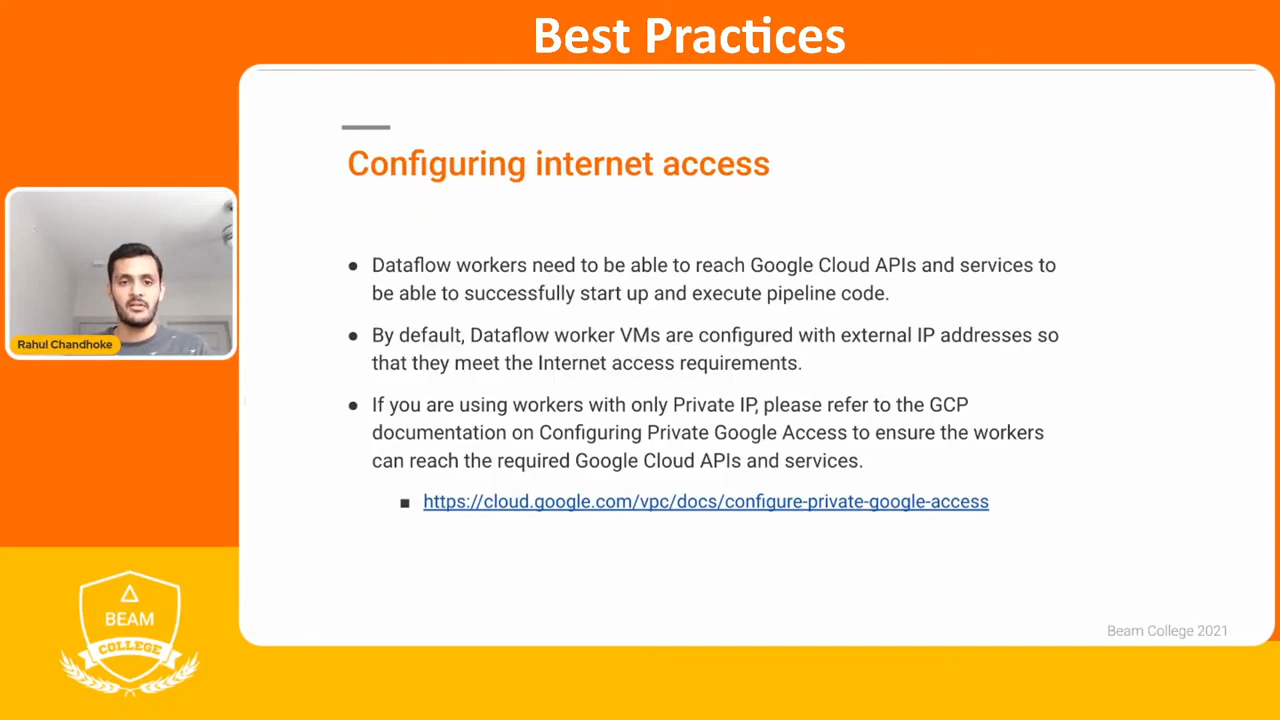 Best Practices
Configuring internet access
● Dataflow workers need to be able to reach Google Cloud APIs and services to
be able to successfully start up and execute pipeline code.
● By default, Dataflow worker VMs are configured with external IP addresses so
that they meet the Internet access requirements.
● If you are using workers with only Private IP, please refer to the GCP
documentation on Configuring Private Google Access to ensure the workers
can reach the required Google Cloud APIs and services.
■ https://cloud.google.com/vpc/docs/configure-private-google-access
Rahul Chandhoke
BEAM
COLLEGE
Beam College 2021